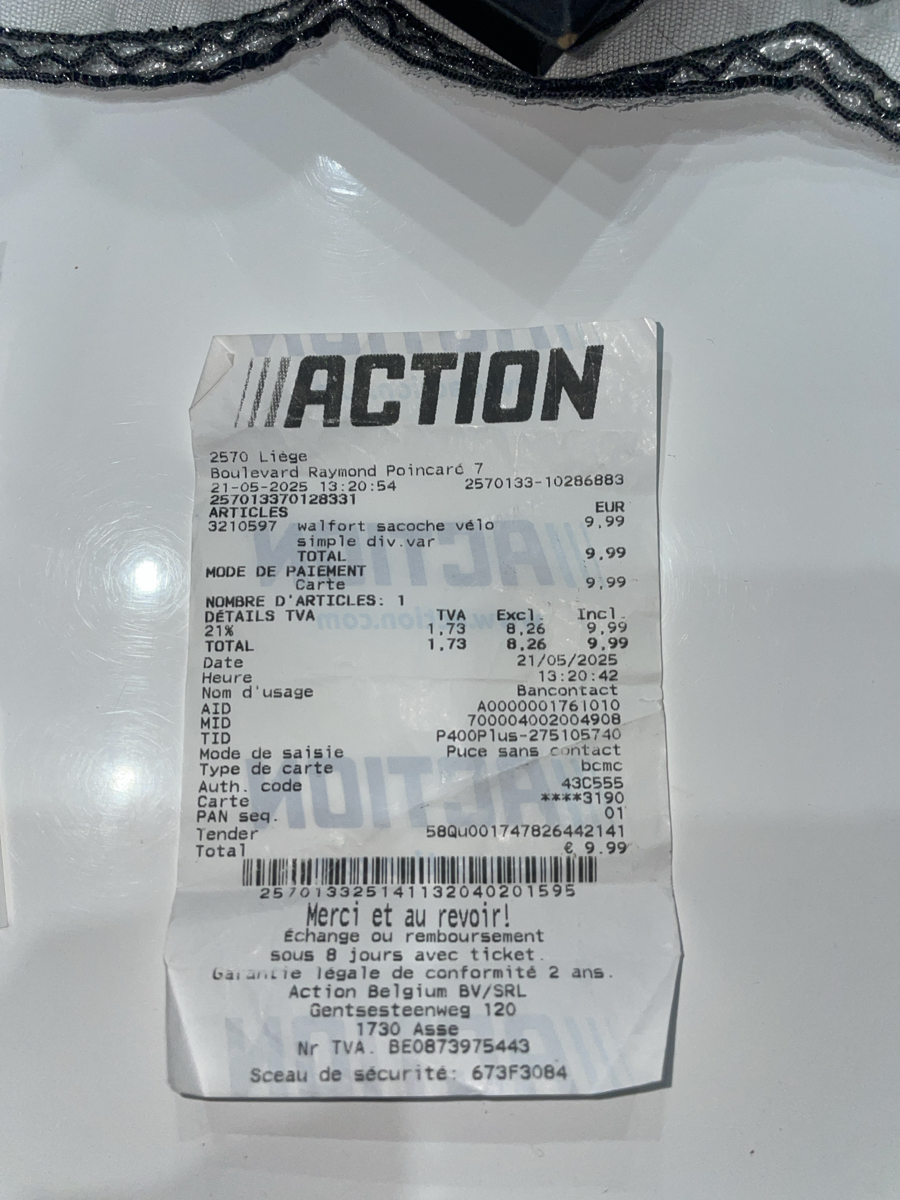 ACTION
2570 Liège
Boulevard Raymond Poincaré 7
21-05-2025 13:20:54 2570133-10286883
257013370128331
ARTICLES EUR
3210597 walfort sacoche vélo 9,99
simple div.var
TOTAL 9,99
MODE DE PAIEMENT
Carte 9,99
NOMBRE D'ARTICLES: 1
DÉTAILS TVA TVA Excl. Incl.
21% 1,73 8,26 9,99
TOTAL 1,73 8,26 9,99
Date 21/05/2025
Heure 13:20:42
Nom d'usage Bancontact
AID A0000001761010
MID 700004002004908
TID P400Plus-275105740
Mode de saisie Puce sans contact
Type de carte bcmc
Auth. code 43C555
Carte ****3190
PAN seq. 01
Tender 58Qu001747826442141
Total € 9.99
257013325141132040201595
Merci et au revoir!
Échange ou remboursement
sous 8 jours avec ticket.
Garantie légale de conformité 2 ans.
Action Belgium BV/SRL
Gentsesteenweg 120
1730 Asse
Nr TVA. BE0873975443
Sceau de sécurité: 673F3084